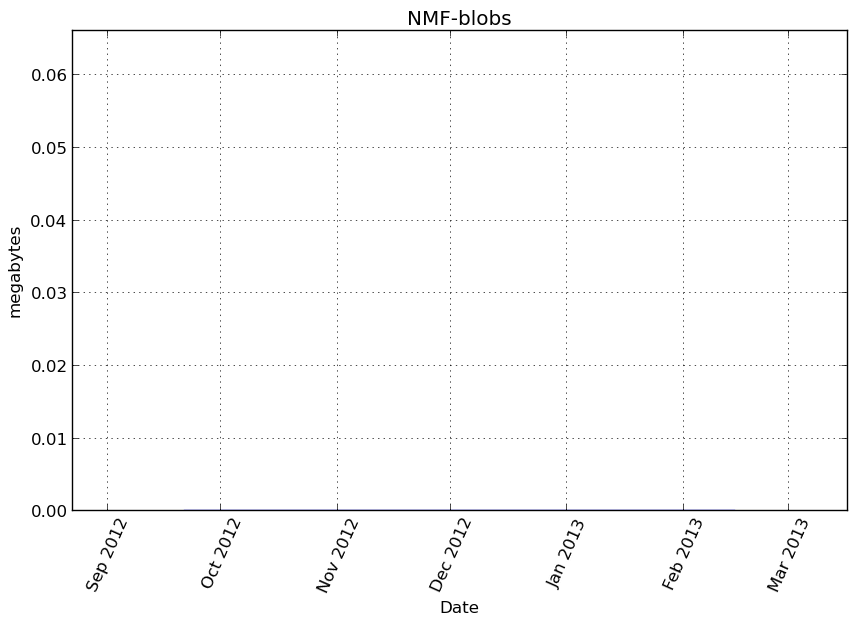 NMF-blobs
0.06
0.05
0.04
0.03
0.02
0.01
0.00
megabytes
Sep 2012
Oct 2012
Nov 2012
Dec 2012
Jan 2013
Feb 2013
Mar 2013
Date